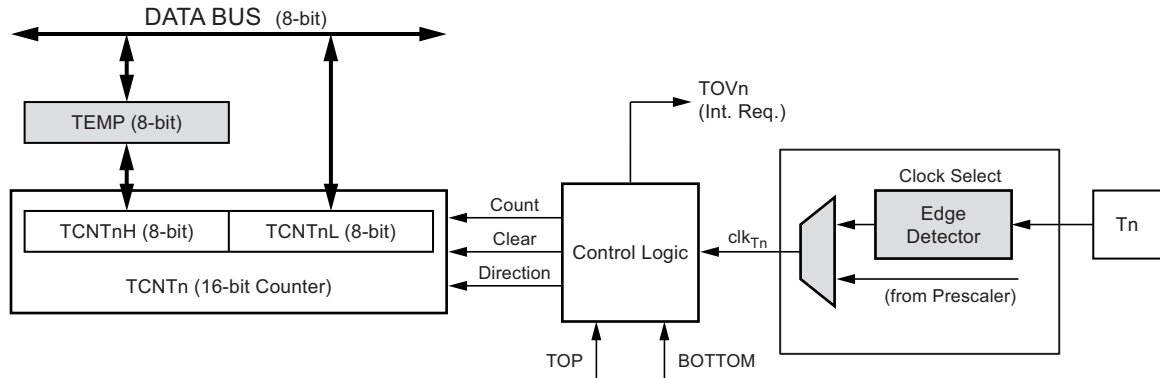 DATA BUS (8-bit)
TEMP (8-bit)
TCNTnH (8-bit)
TCNTnL (8-bit)
TCNTn (16-bit Counter)
Count
Clear
Direction
Control Logic
TOVn
(Int. Req.)
TOP
BOTTOM
clkTn
Clock Select
Edge
Detector
(from Prescaler)
Tn